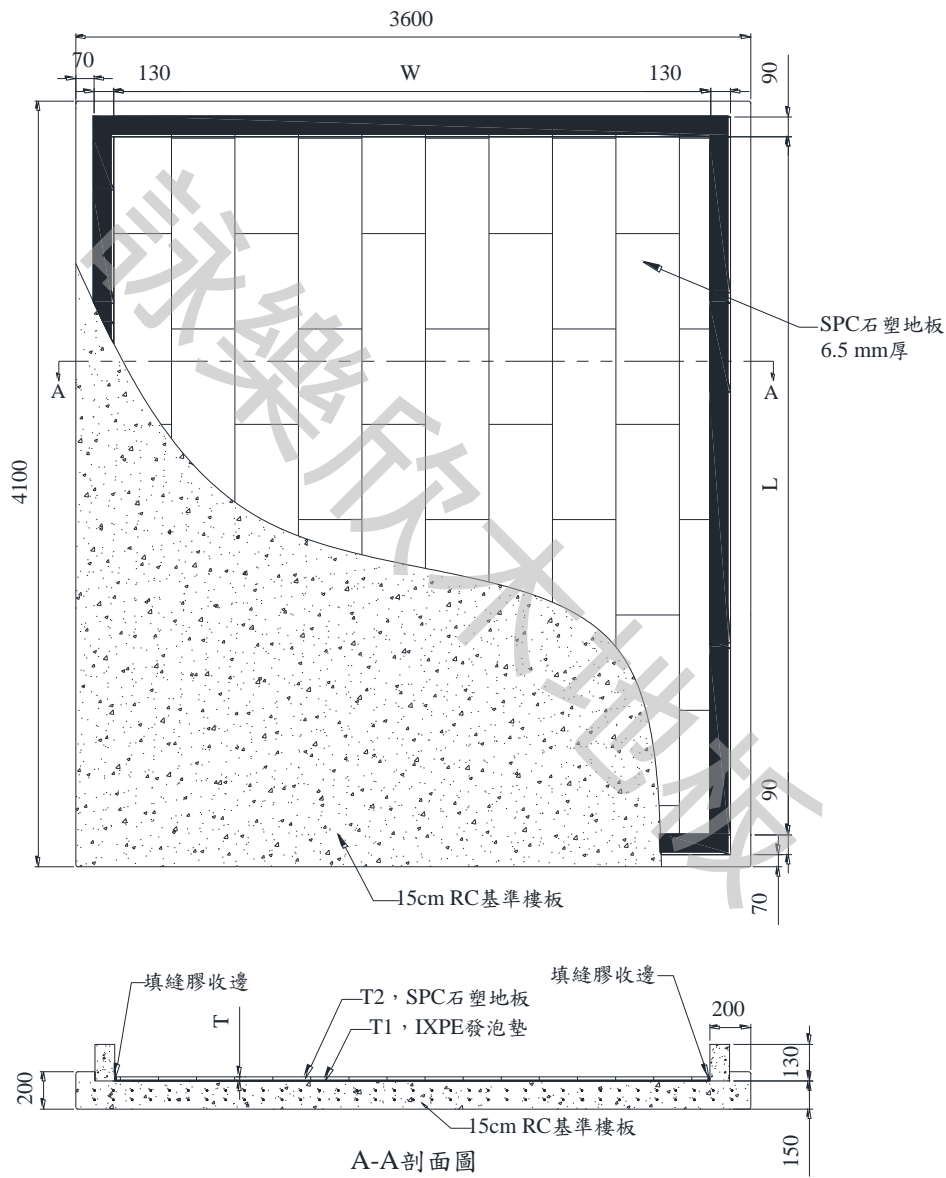 3600
70
130
W
130
90
SPC石塑地板
6.5 mm厚
A
A
4100
L
90
15cm RC基準樓板
70
詠樂欣木地板
填縫膠收邊
填縫膠收邊
T
T2，SPC石塑地板
T1，IXPE發泡墊
200
200
130
15cm RC基準樓板
150
A-A剖面圖